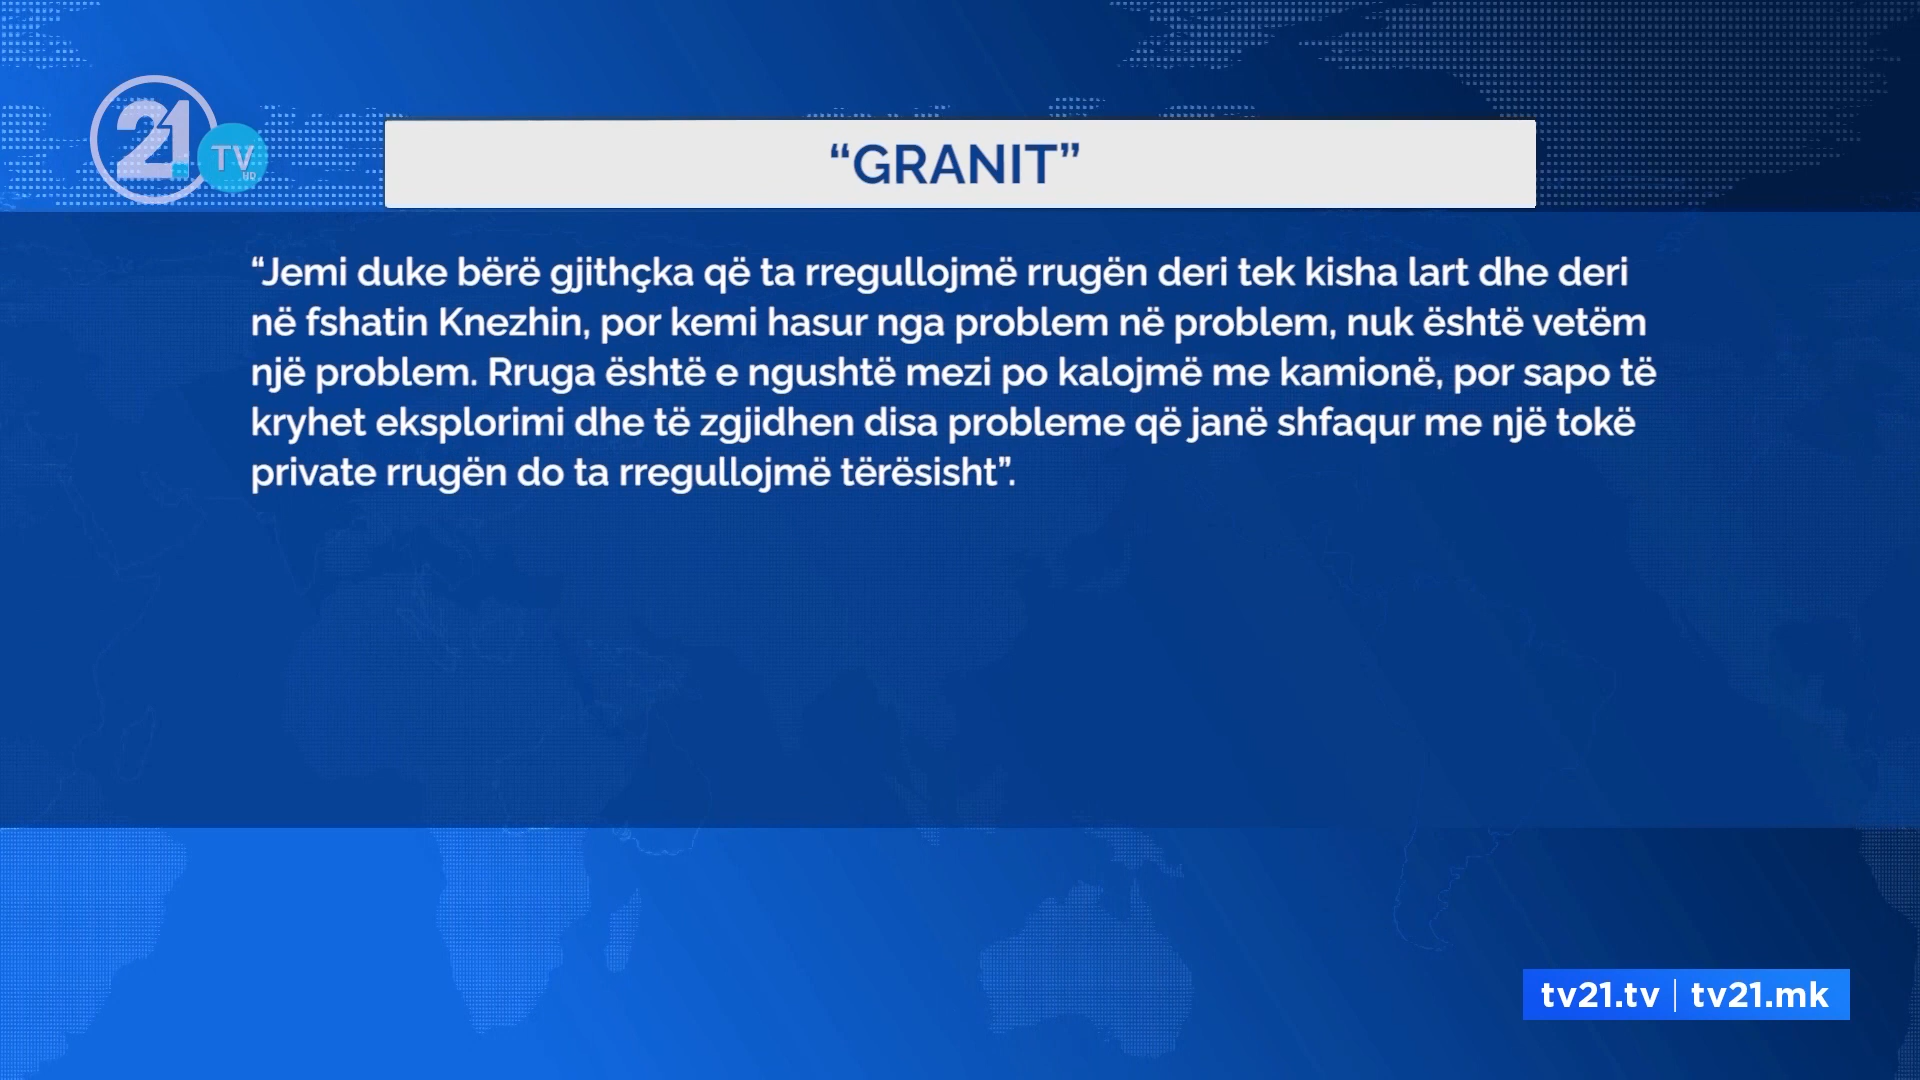 21
TV
HD
“GRANIT”
“Jemi duke bërë gjithçka që ta rregullojmë rrugën deri tek kisha lart dhe deri
në fshatin Knezhin, por kemi hasur nga problem në problem, nuk është vetëm
një problem. Rruga është e ngushtë mezi po kalojmë me kamionë, por sapo të
kryhet eksplorimi dhe të zgjidhen disa probleme që janë shfaqur me një tokë
private rrugën do ta rregullojmë tërësisht”.
tv21.tv | tv21.mk